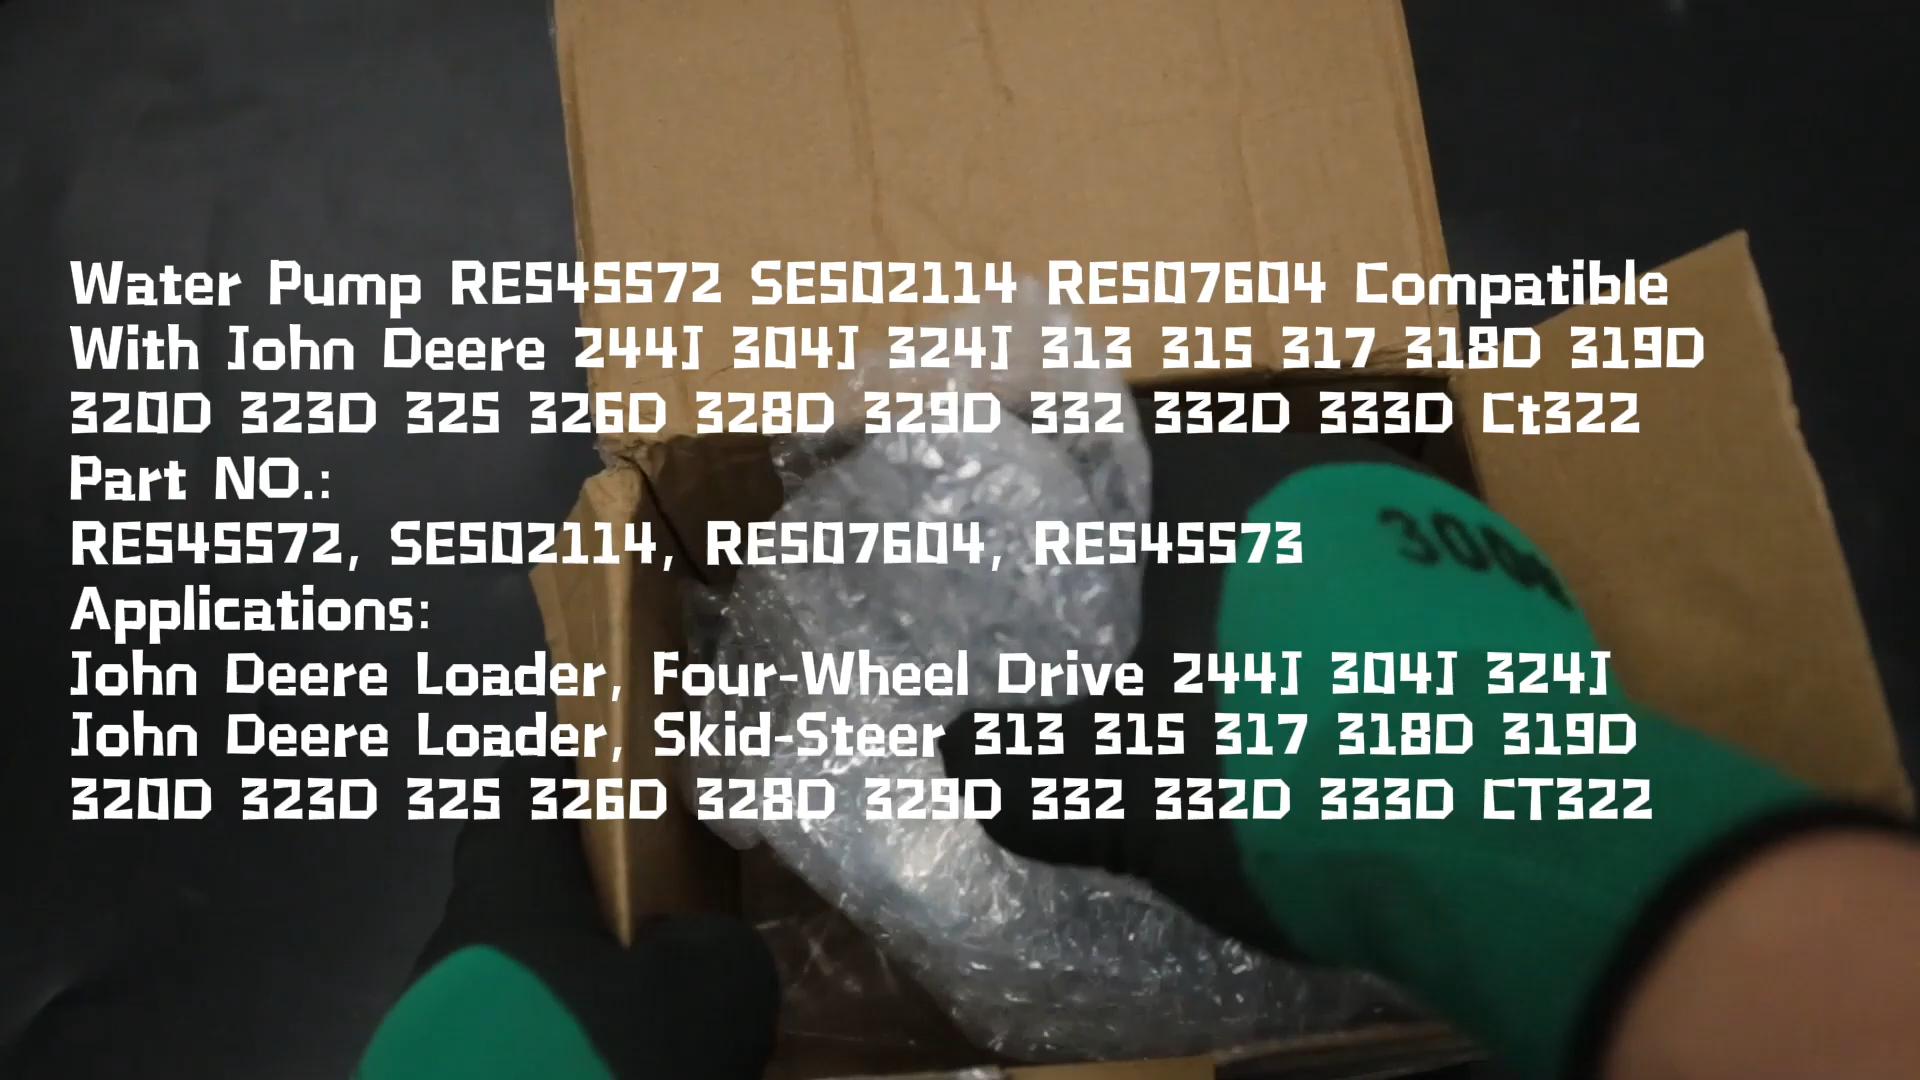 Water Pump RE545572 SE502114 RE507604 Compatible
With John Deere 244J 304J 324J 313 315 317 318D 319D
320D 323D 325 326D 328D 329D 332 332D 333D Ct322
Part NO.:
RE545572, SE502114, RE507604, RE545573
Applications:
John Deere Loader, Four-Wheel Drive 244J 304J 324J
John Deere Loader, Skid-Steer 313 315 317 318D 319D
320D 323D 325 326D 328D 329D 332 332D 333D CT322